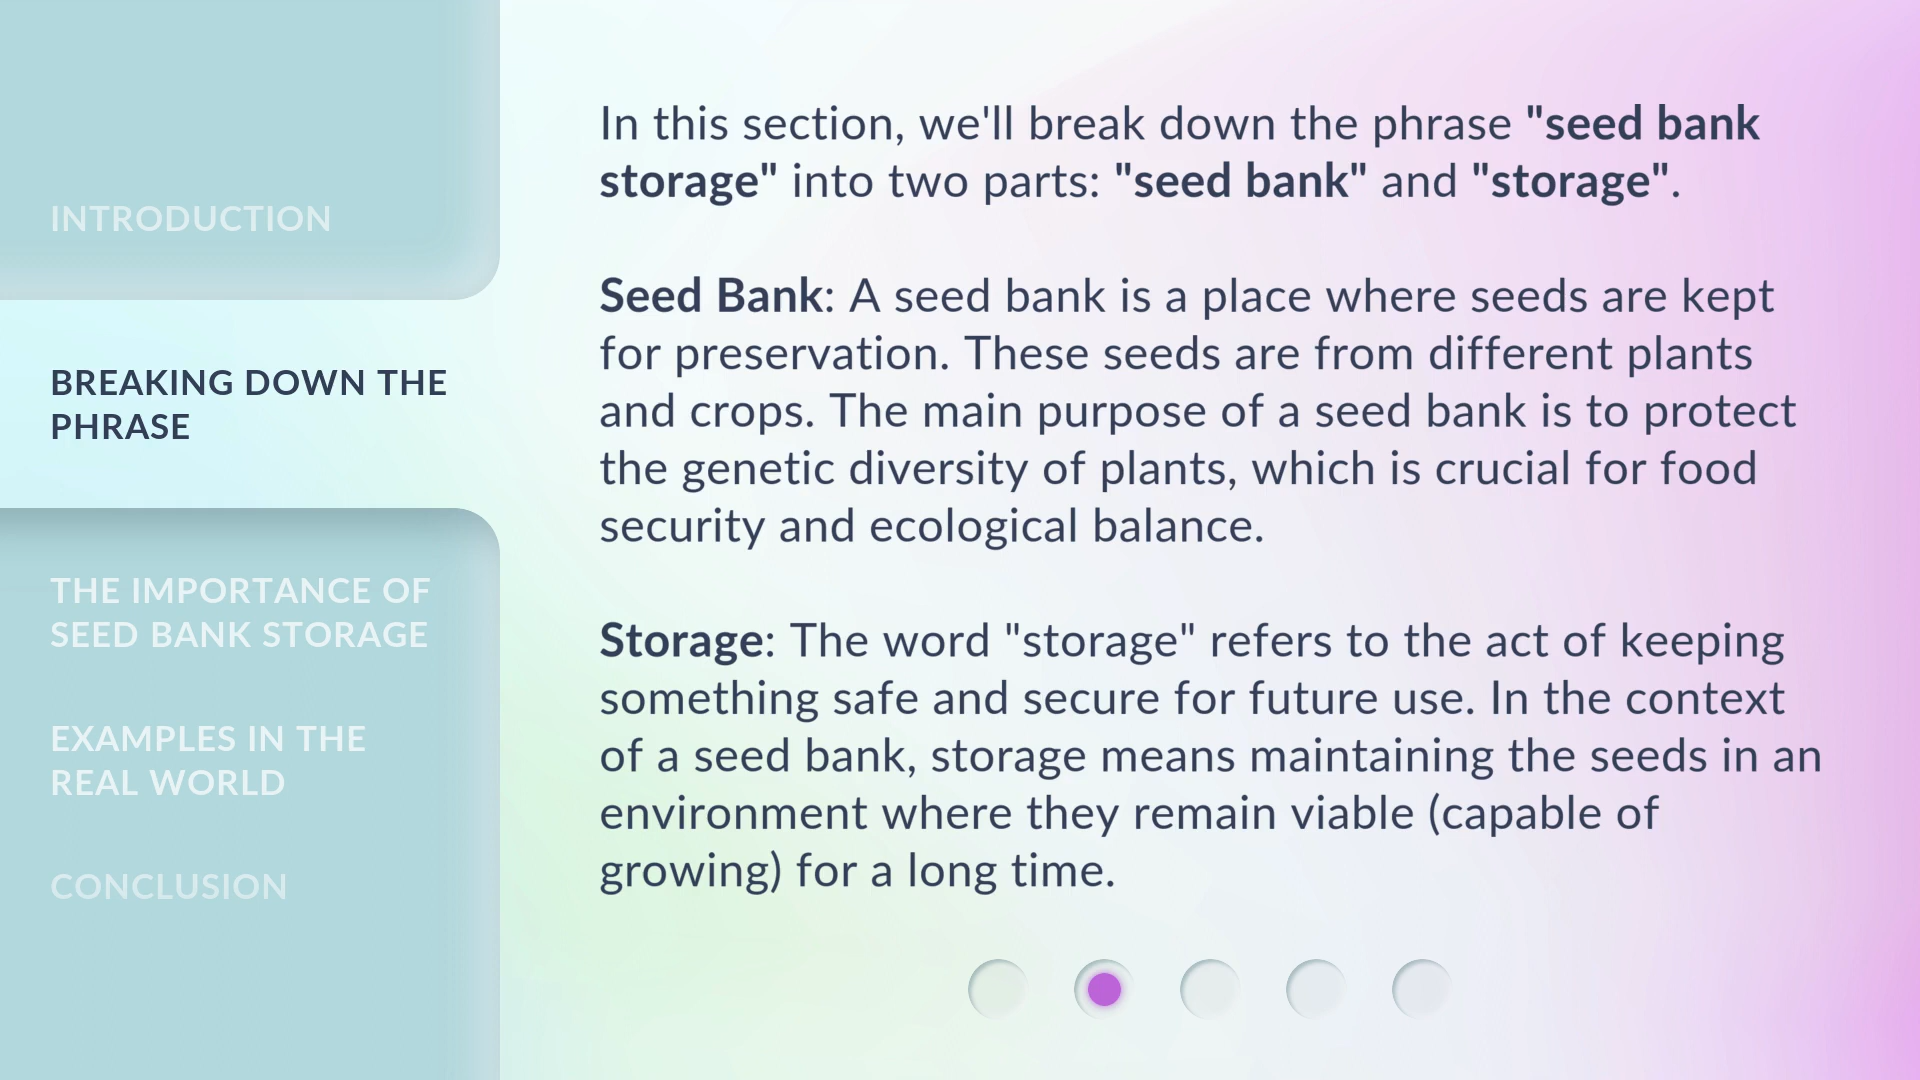 INTRODUCTION
BREAKING DOWN THE
PHRASE
THE IMPORTANCE OF
SEED BANK STORAGE
EXAMPLES IN THE
REAL WORLD
CONCLUSION
In this section, we'll break down the phrase "seed bank
storage" into two parts: "seed bank" and "storage".
Seed Bank: A seed bank is a place where seeds are kept
for preservation. These seeds are from different plants
and crops. The main purpose of a seed bank is to protect
the genetic diversity of plants, which is crucial for food
security and ecological balance.
Storage: The word "storage" refers to the act of keeping
something safe and secure for future use. In the context
of a seed bank, storage means maintaining the seeds in an
environment where they remain viable (capable of
growing) for a long time.